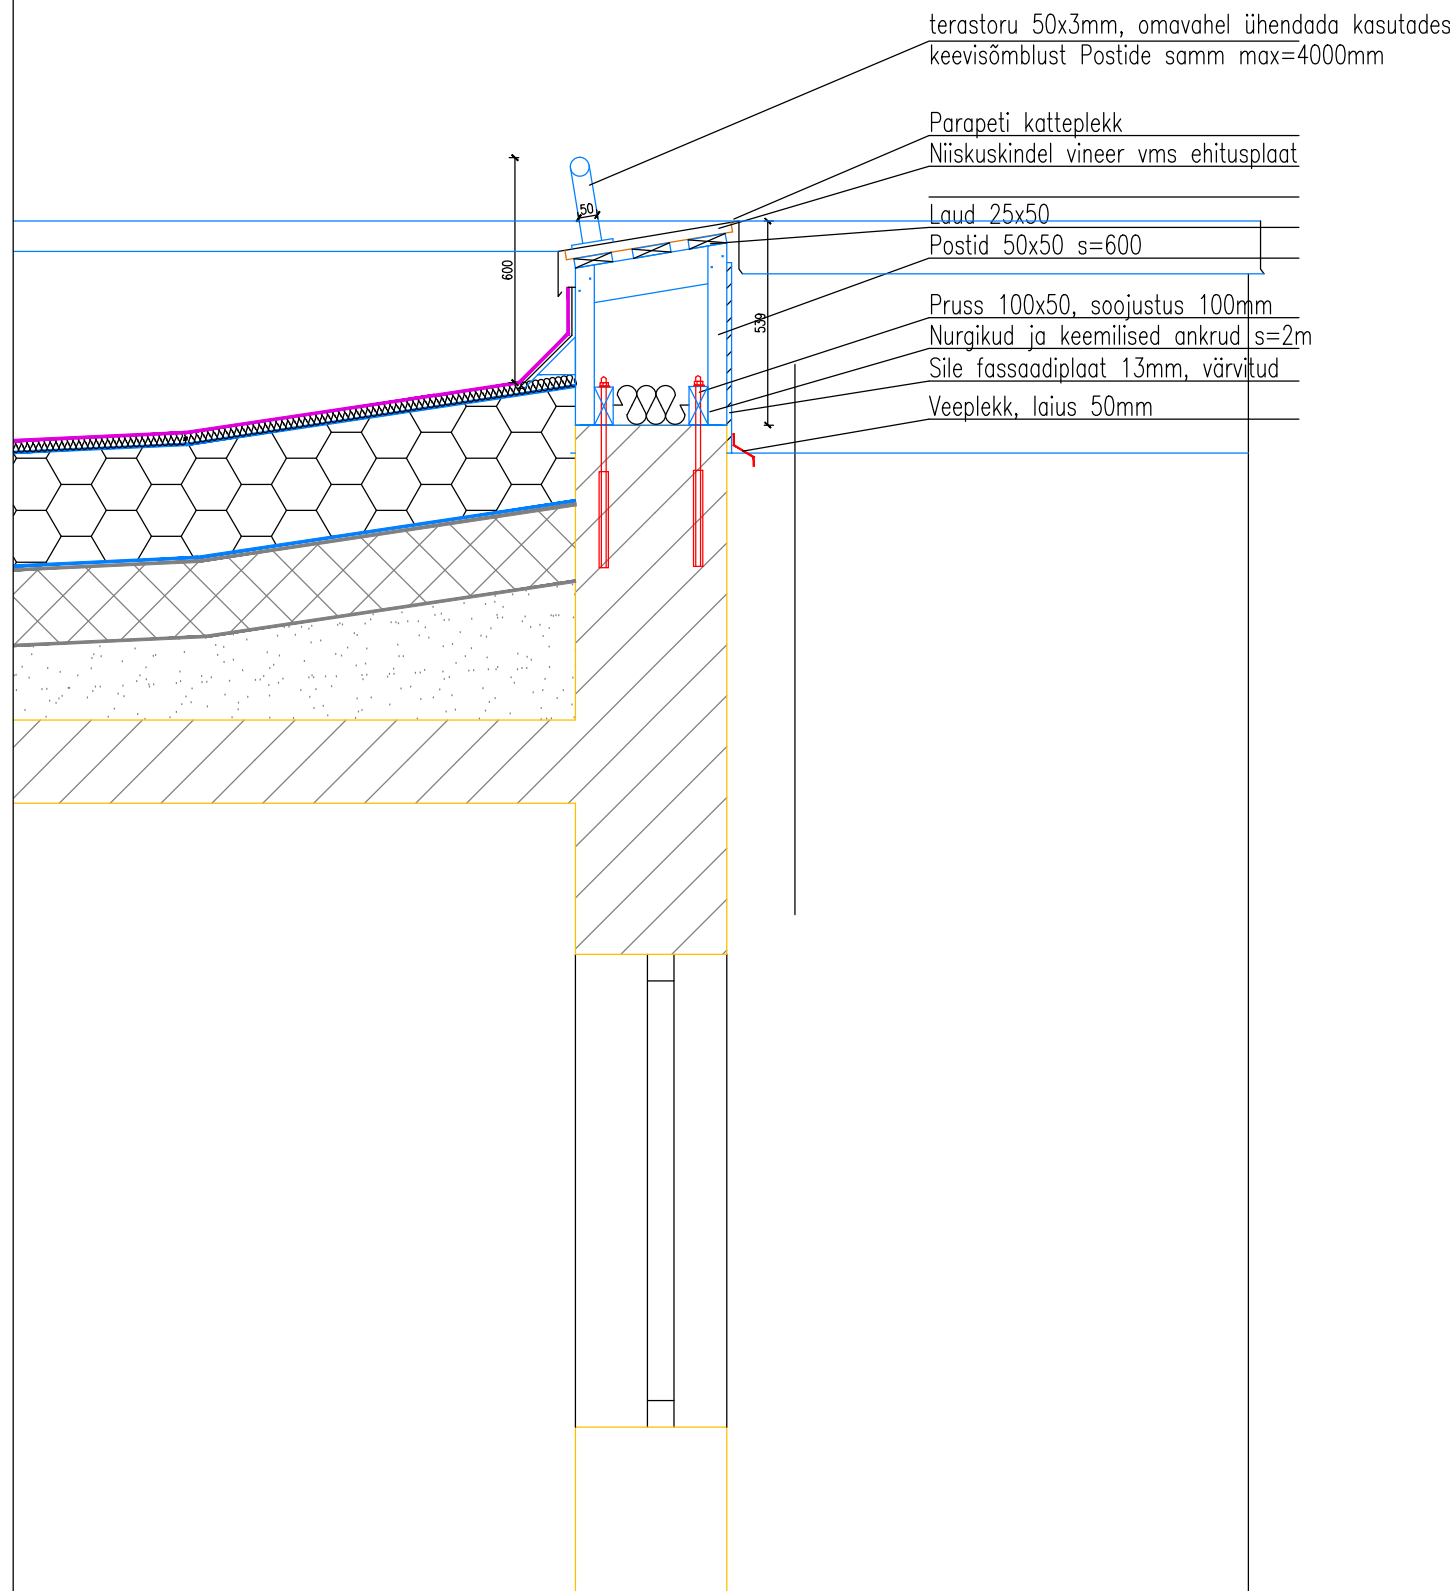 terastoru 50x3mm, omavahel ühendada kasutades
keevisõmblust Postide samm max=4000mm
Parapeti katteplekk
Niiskuskindel vineer vms ehitusplaat
50
Laud 25x50
Postid 50x50 s=600
600
Pruss 100x50, soojustus 100mm
539
Nurgikud ja keemilised ankrud s=2m
Sile fassaadiplaat 13mm, värvitud
Veeplekk, laius 50mm